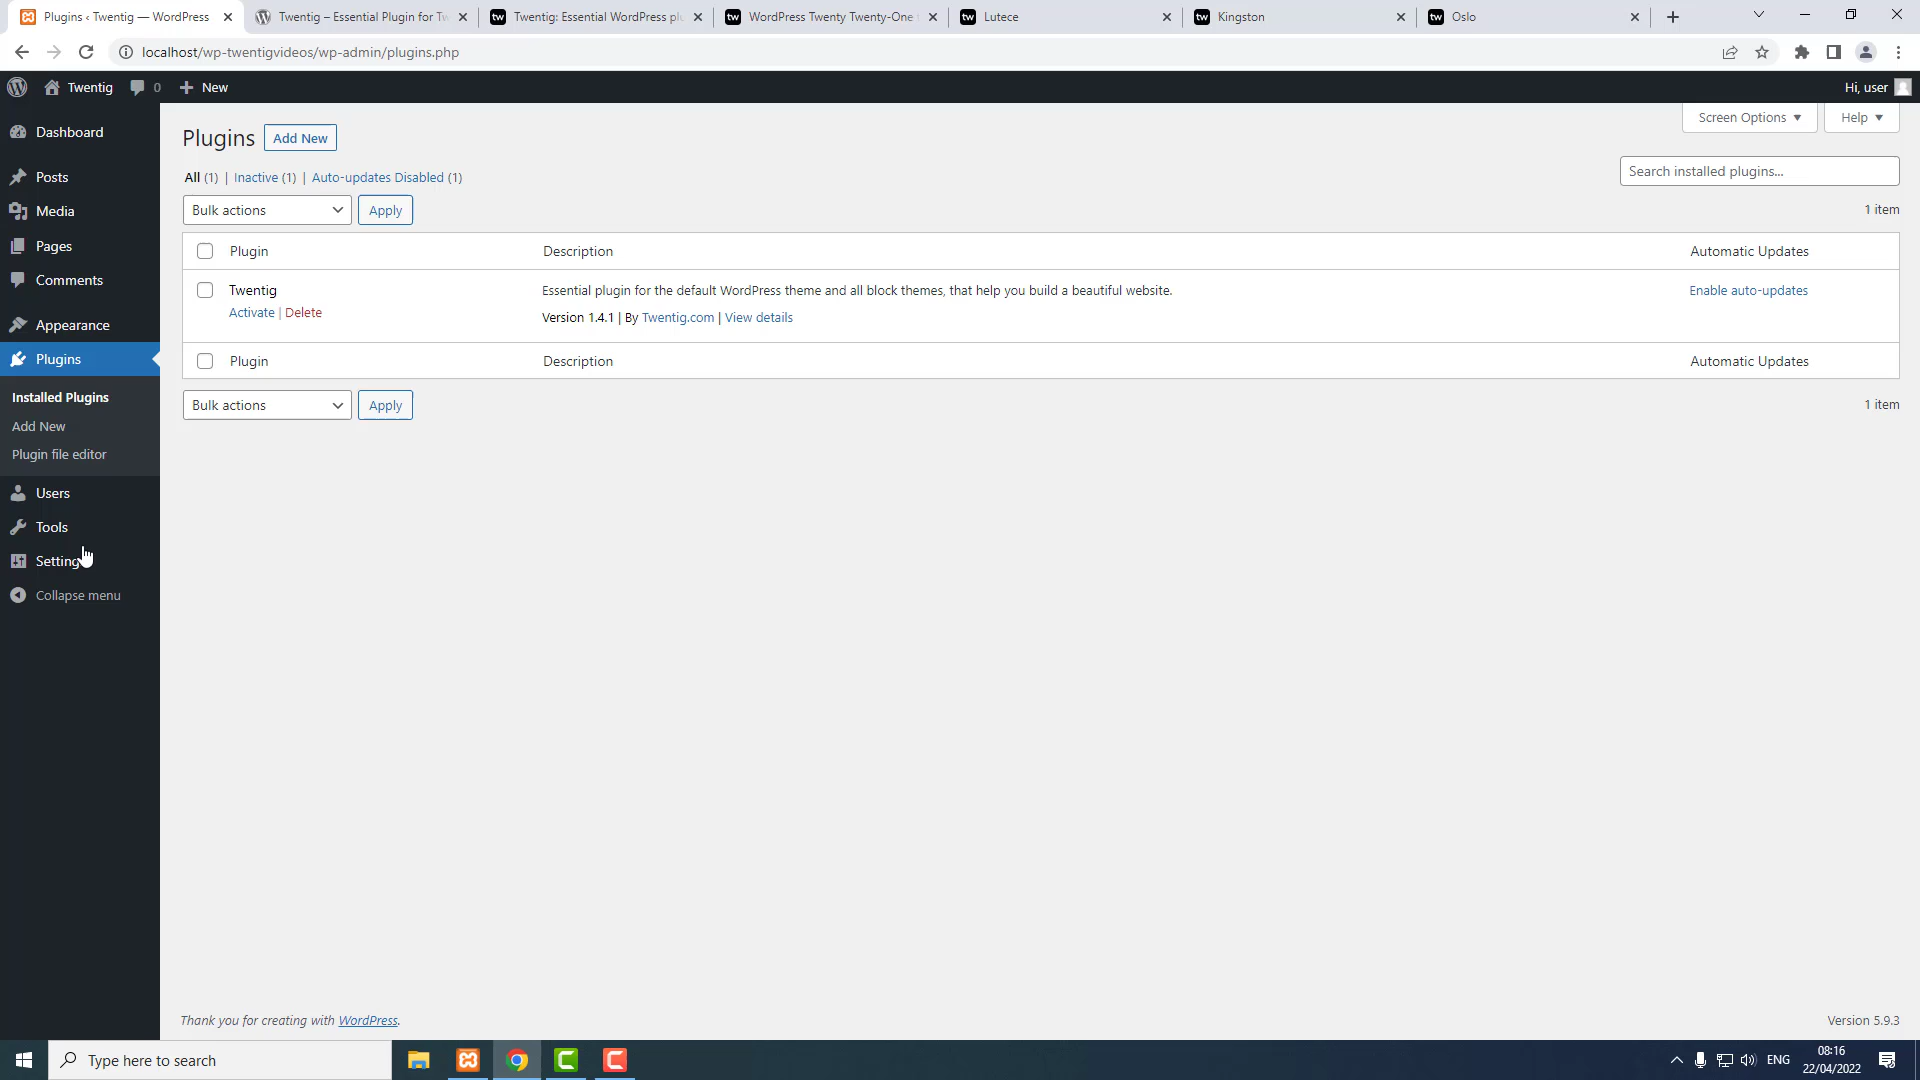 Plugins ‹ Twentig — WordPress
Twentig – Essential Plugin for Tw
Twentig: Essential WordPress plu
WordPress Twenty Twenty-One
Lutece
Kingston
Oslo
localhost/wp-twentigvideos/wp-admin/plugins.php
Twentig
0
New
Hi, user
Dashboard
Posts
Media
Pages
Comments
Appearance
Plugins
Installed Plugins
Add New
Plugin file editor
Users
Tools
Setting
Collapse menu
Screen Options
Help
Plugins
Add New
All (1) | Inactive (1) | Auto-updates Disabled (1)
Search installed plugins...
Bulk actions
Apply
1 item
Plugin
Description
Automatic Updates
Twentig
Essential plugin for the default WordPress theme and all block themes, that help you build a beautiful website.
Enable auto-updates
Activate | Delete
Version 1.4.1 | By Twentig.com | View details
Plugin
Description
Automatic Updates
Bulk actions
Apply
1 item
Thank you for creating with WordPress.
Version 5.9.3
Type here to search
ENG
08:16
22/04/2022